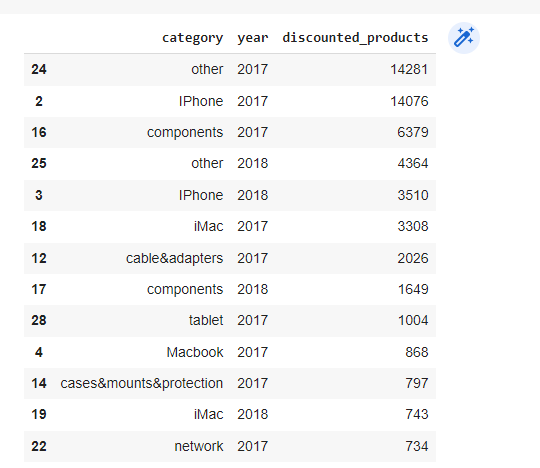 category year discounted_products
24 other 2017 14281
2 IPhone 2017 14076
16 components 2017 6379
25 other 2018 4364
3 IPhone 2018 3510
18 iMac 2017 3308
12 cable&adapters 2017 2026
17 components 2018 1649
28 tablet 2017 1004
4 Macbook 2017 868
14 cases&mounts&protection 2017 797
19 iMac 2018 743
22 network 2017 734